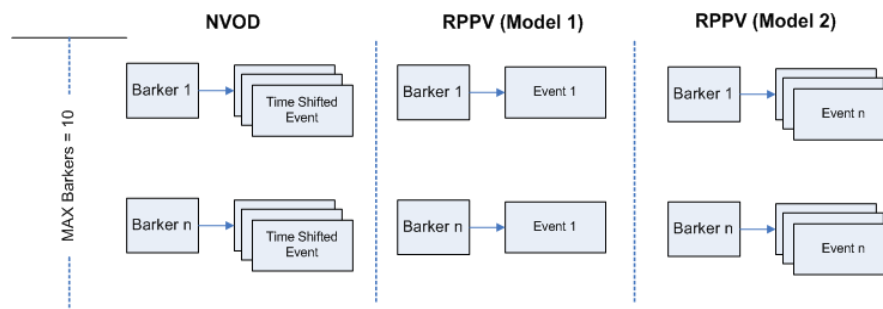 NVOD
RPPV (Model 1)
RPPV (Model 2)
MAX Barkers = 10
Barker 1
Time Shifted
Event
Barker 1
Event 1
Barker 1
Event n
Barker n
Time Shifted
Event
Barker n
Event 1
Barker n
Event n